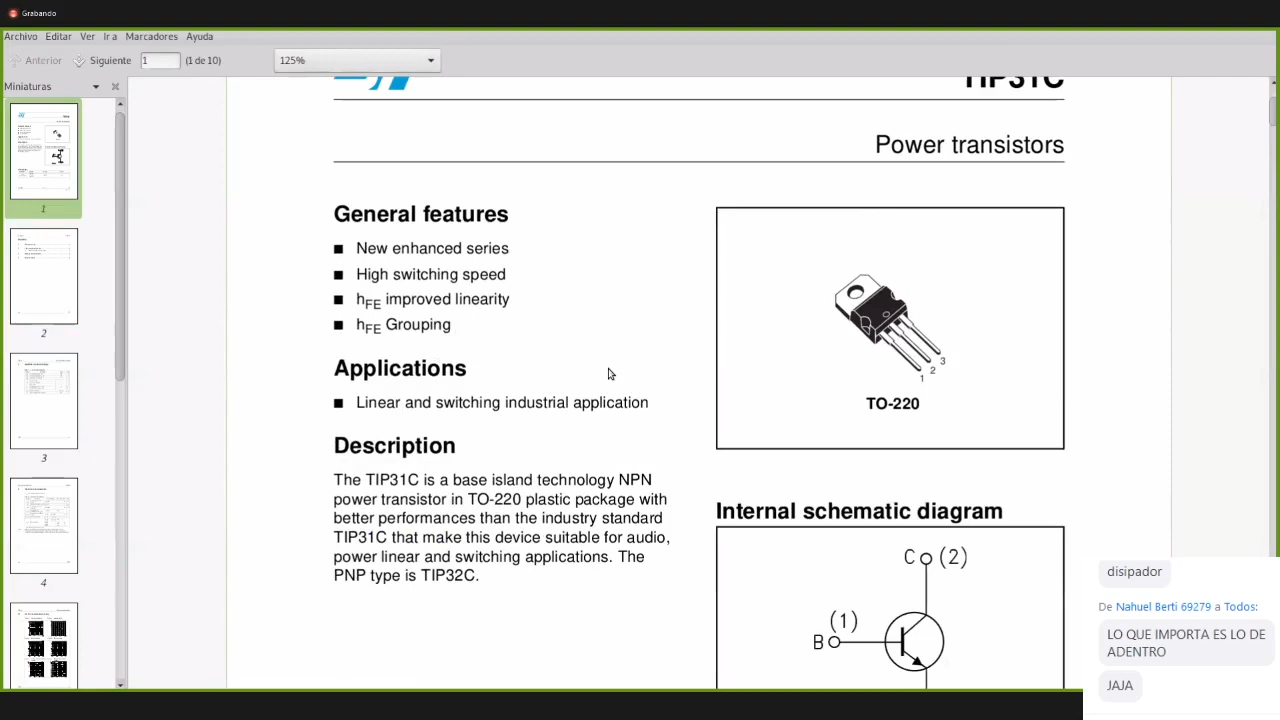 Grabando
Archivo Editar Ver Ir a Marcadores Ayuda
Anterior Siguiente 1 (1 de 10) 125%
Miniaturas
1
2
3
4
TIP31C
Power transistors
General features
■ New enhanced series
■ High switching speed
■ hFE improved linearity
■ hFE Grouping
Applications
■ Linear and switching industrial application
Description
The TIP31C is a base island technology NPN
power transistor in TO-220 plastic package with
better performances than the industry standard
TIP31C that make this device suitable for audio,
power linear and switching applications. The
PNP type is TIP32C.
1
2
3
TO-220
Internal schematic diagram
C (2)
(1)
B
disipador
De Nahuel Berti 69279 a Todos:
LO QUE IMPORTA ES LO DE
ADENTRO
JAJA